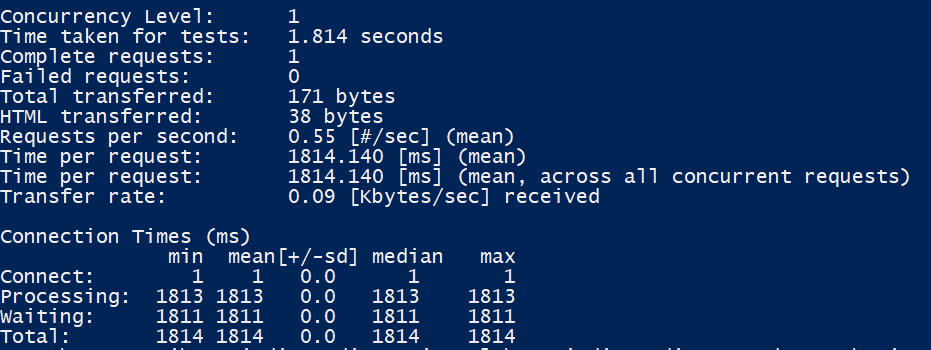 Concurrency Level:      1
Time taken for tests:   1.814 seconds
Complete requests:      1
Failed requests:        0
Total transferred:      171 bytes
HTML transferred:       38 bytes
Requests per second:    0.55 [#/sec] (mean)
Time per request:       1814.140 [ms] (mean)
Time per request:       1814.140 [ms] (mean, across all concurrent requests)
Transfer rate:          0.09 [Kbytes/sec] received

Connection Times (ms)
              min  mean[+/-sd] median   max
Connect:        1    1   0.0      1       1
Processing:  1813 1813   0.0   1813    1813
Waiting:     1811 1811   0.0   1811    1811
Total:       1814 1814   0.0   1814    1814